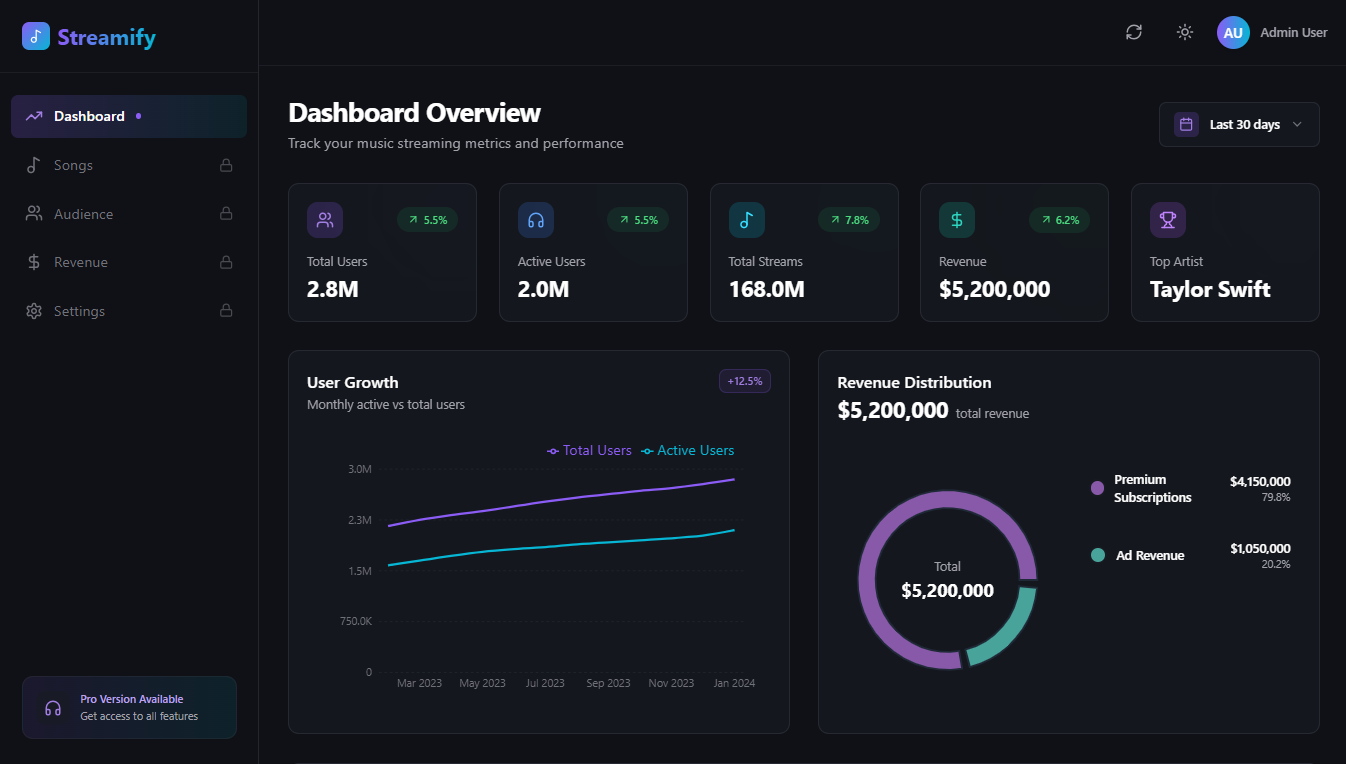 Streamify
AU Admin User
Dashboard
Songs
Audience
Revenue
Settings
Pro Version Available
Get access to all features
Dashboard Overview
Track your music streaming metrics and performance
Last 30 days
5.5%
Total Users
2.8M
5.5%
Active Users
2.0M
7.8%
Total Streams
168.0M
6.2%
Revenue
$5,200,000
Top Artist
Taylor Swift
User Growth
+12.5%
Monthly active vs total users
Total Users Active Users
3.0M
2.3M
1.5M
750.0K
0
Mar 2023 May 2023 Jul 2023 Sep 2023 Nov 2023 Jan 2024
Revenue Distribution
$5,200,000 total revenue
Total
$5,200,000
Premium
Subscriptions
$4,150,000
79.8%
Ad Revenue
$1,050,000
20.2%